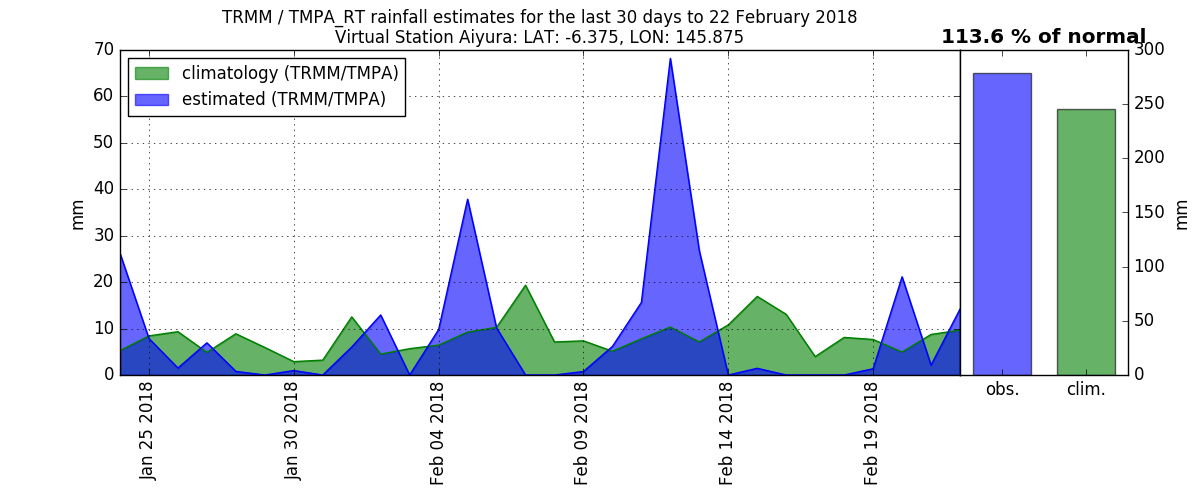 TRMM / TMPA_RT rainfall estimates for the last 30 days to 22 February 2018
Virtual Station Aiyura: LAT: -6.375, LON: 145.875
113.6 % of normal
climatology (TRMM/TMPA)
estimated (TRMM/TMPA)
mm
70
60
50
40
30
20
10
0
Jan 25 2018
Jan 30 2018
Feb 04 2018
Feb 09 2018
Feb 14 2018
Feb 19 2018
300
250
200
150
100
50
0
mm
obs.
clim.